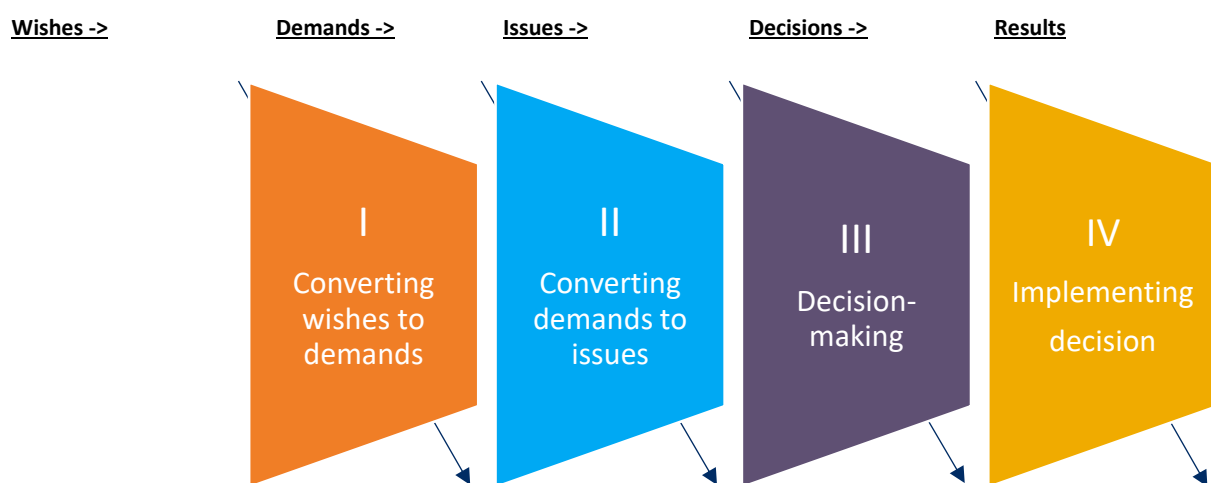 Wishes -> Demands -> Issues -> Decisions -> Results
I
Converting
wishes to
demands
II
Converting
demands to
issues
III
Decision-
making
IV
Implementing
decision